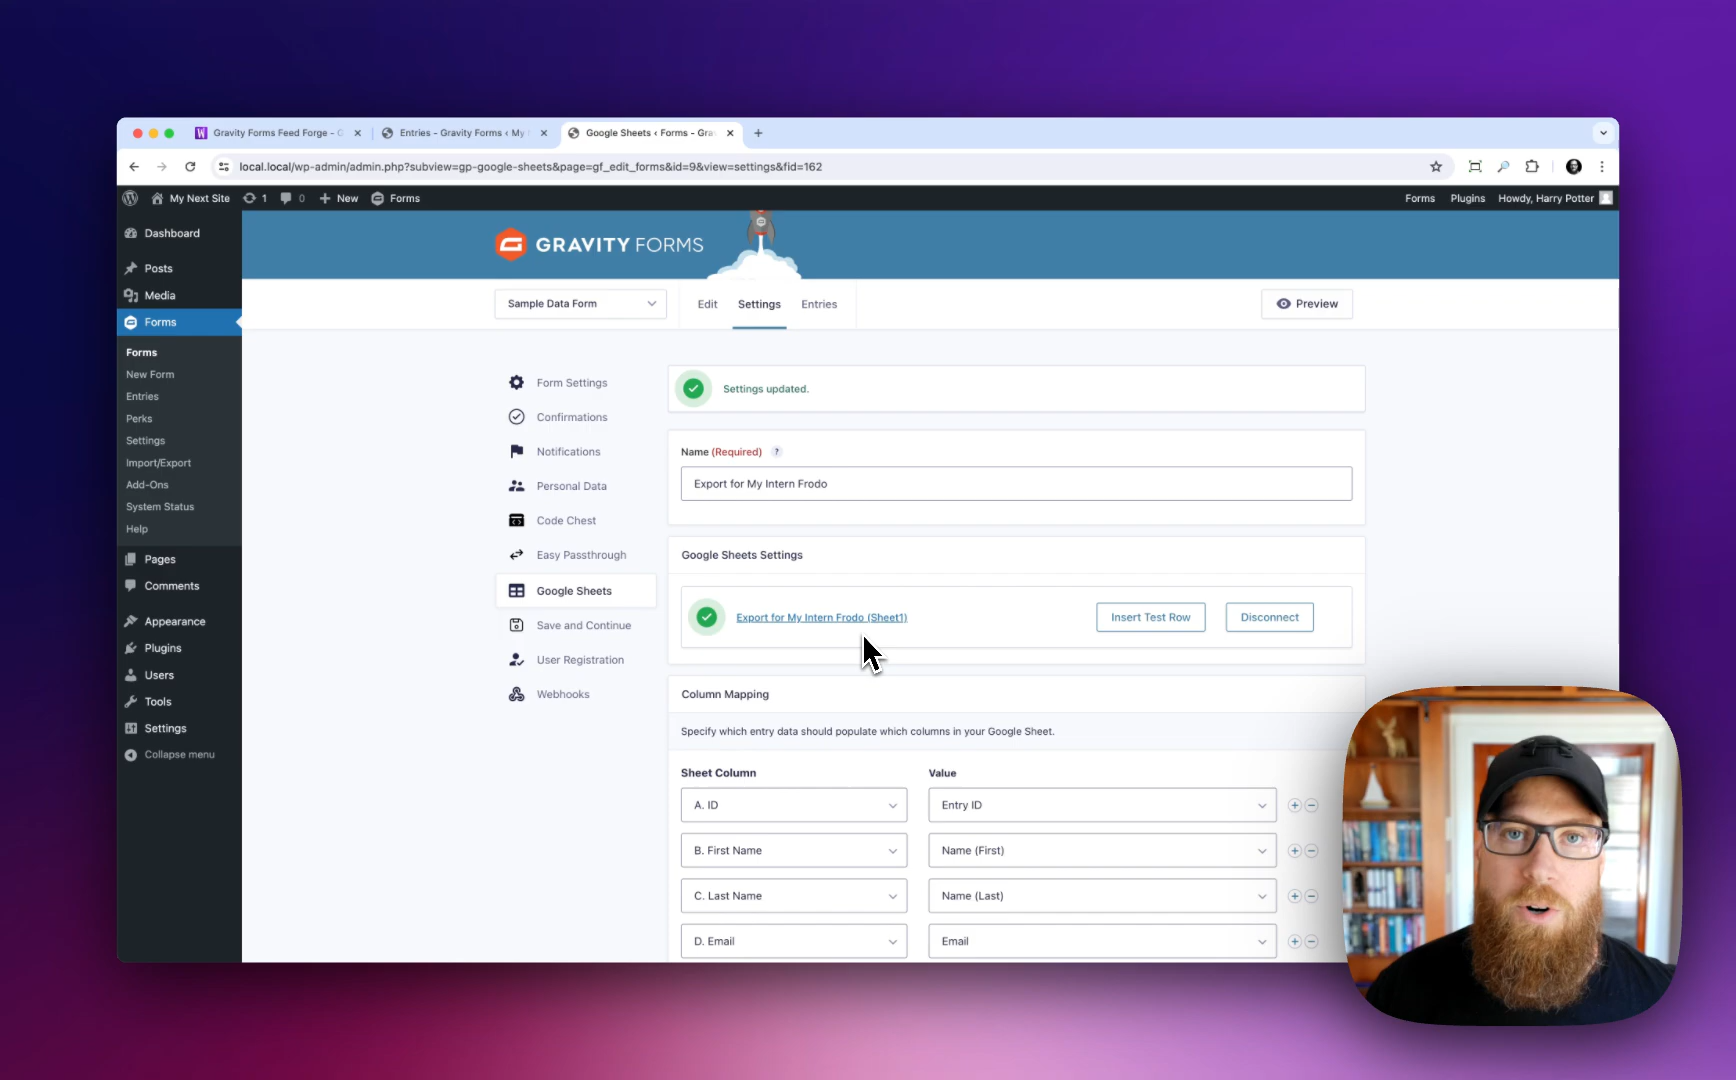 Gravity Forms Feed Forge - G
Entries - Gravity Forms ‹ My
Google Sheets ‹ Forms - Grav
local.local/wp-admin/admin.php?subview=gp-google-sheets&page=gf_edit_forms&id=9&view=settings&fid=162
My Next Site
1
0
New
Forms
Forms
Plugins
Howdy, Harry Potter
Dashboard
Posts
Media
Forms
Forms
New Form
Entries
Perks
Settings
Import/Export
Add-Ons
System Status
Help
Pages
Comments
Appearance
Plugins
Users
Tools
Settings
Collapse menu
GRAVITY FORMS
Sample Data Form
Edit
Settings
Entries
Preview
Form Settings
Confirmations
Notifications
Personal Data
Code Chest
Easy Passthrough
Google Sheets
Save and Continue
User Registration
Webhooks
Settings updated.
Name (Required) ?
Export for My Intern Frodo
Google Sheets Settings
Export for My Intern Frodo (Sheet1)
Insert Test Row
Disconnect
Column Mapping
Specify which entry data should populate which columns in your Google Sheet.
Sheet Column
Value
A. ID
Entry ID
B. First Name
Name (First)
C. Last Name
Name (Last)
D. Email
Email